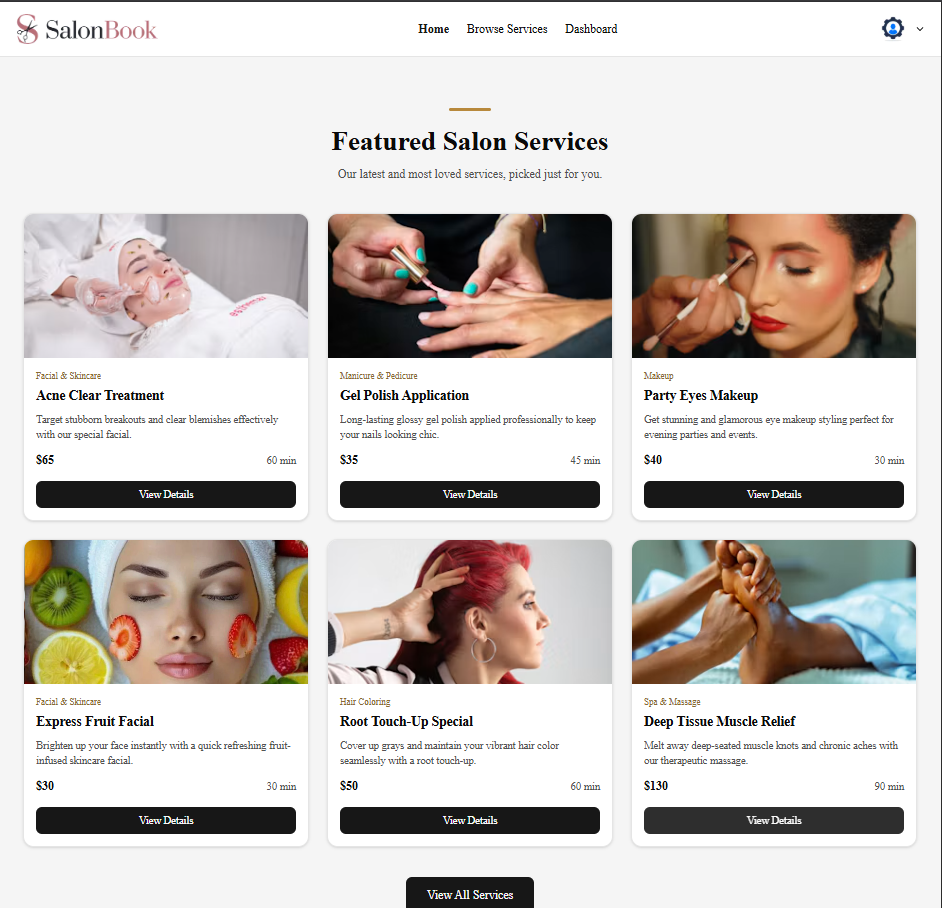 SalonBook
Home Browse Services Dashboard
Featured Salon Services
Our latest and most loved services, picked just for you.
Facial & Skincare
Acne Clear Treatment
Target stubborn breakouts and clear blemishes effectively
with our special facial.
$65 60 min
View Details
Manicure & Pedicure
Gel Polish Application
Long-lasting glossy gel polish applied professionally to keep
your nails looking chic.
$35 45 min
View Details
Makeup
Party Eyes Makeup
Get stunning and glamorous eye makeup styling perfect for
evening parties and events.
$40 30 min
View Details
Facial & Skincare
Express Fruit Facial
Brighten up your face instantly with a quick refreshing fruit-
infused skincare facial.
$30 30 min
View Details
Hair Coloring
Root Touch-Up Special
Cover up grays and maintain your vibrant hair color
seamlessly with a root touch-up.
$50 60 min
View Details
Spa & Massage
Deep Tissue Muscle Relief
Melt away deep-seated muscle knots and chronic aches with
our therapeutic massage.
$130 90 min
View Details
View All Services